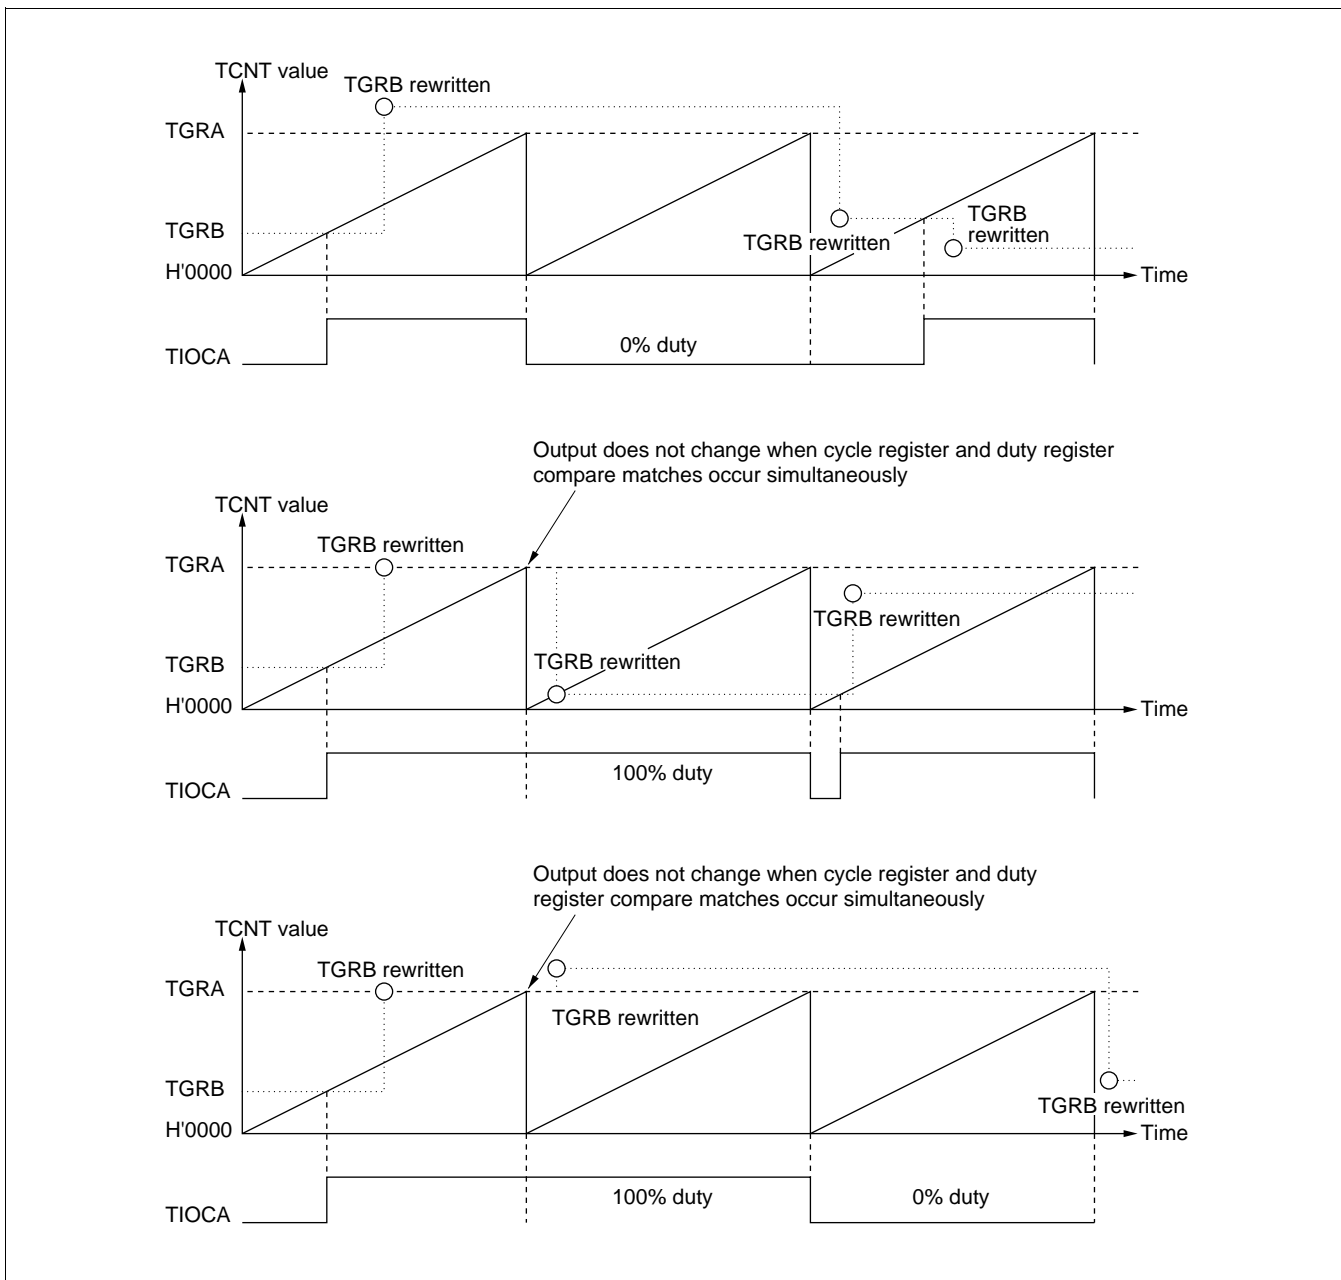 TCNT value
TGRB rewritten
TGRA
TGRB
TGRB rewritten
TGRB
rewritten
H'0000
Time
TIOCA
0% duty
Output does not change when cycle register and duty register
compare matches occur simultaneously
TCNT value
TGRB rewritten
TGRA
TGRB rewritten
TGRB
TGRB rewritten
H'0000
Time
TIOCA
100% duty
Output does not change when cycle register and duty
register compare matches occur simultaneously
TCNT value
TGRB rewritten
TGRA
TGRB rewritten
TGRB
TGRB rewritten
H'0000
Time
TIOCA
100% duty
0% duty